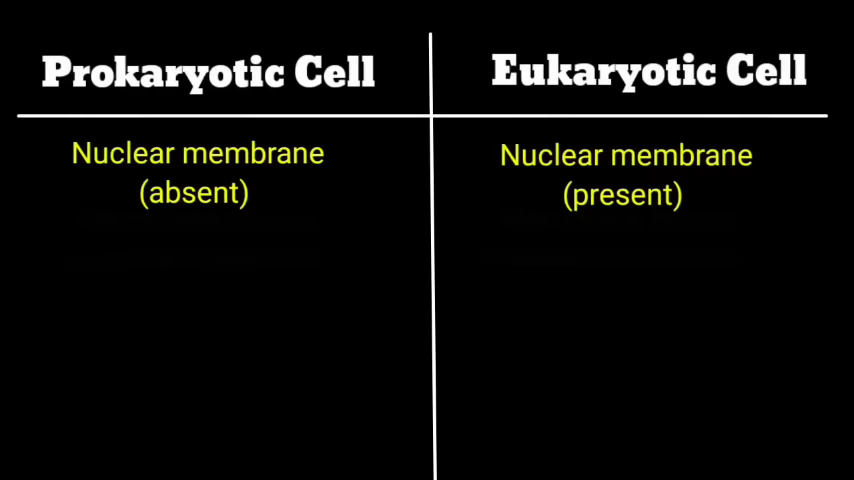 Prokaryotic Cell
Eukaryotic Cell
Nuclear membrane
(absent)
Nuclear membrane
(present)